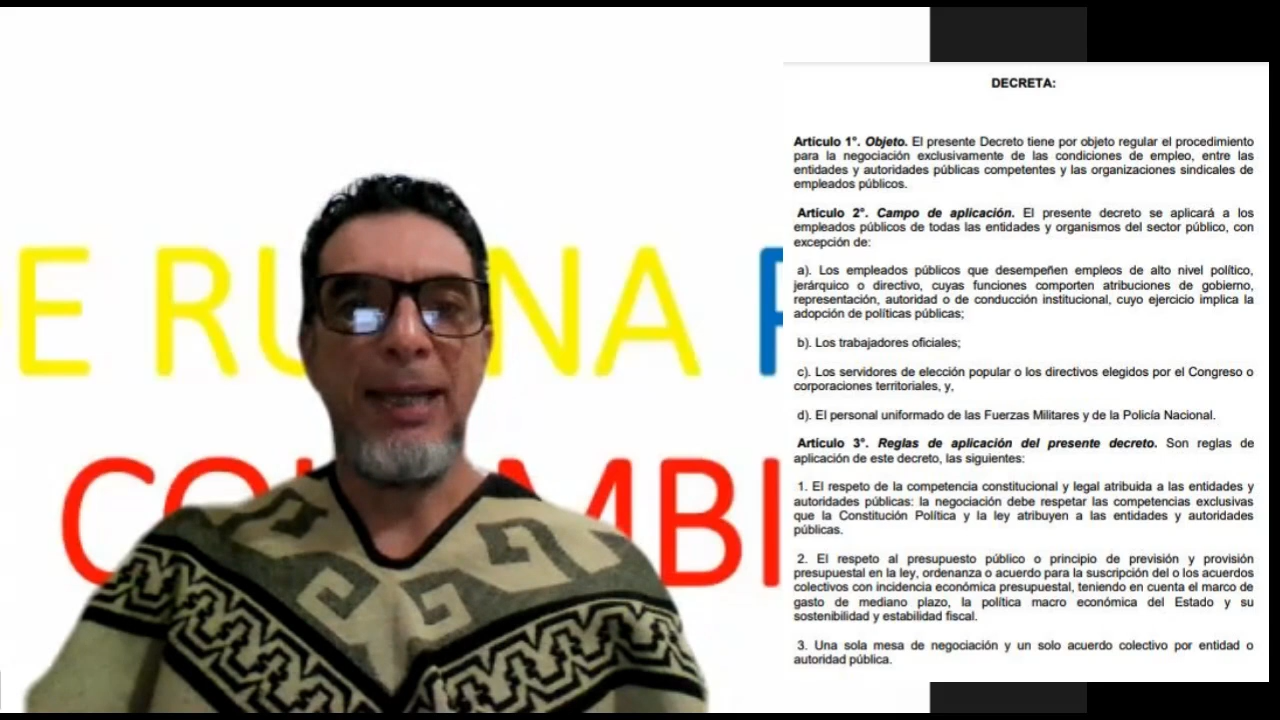 DE RU NA P
CO MBI
DECRETA:
Artículo 1°. Objeto. El presente Decreto tiene por objeto regular el procedimiento
para la negociación exclusivamente de las condiciones de empleo, entre las
entidades y autoridades públicas competentes y las organizaciones sindicales de
empleados públicos.
Artículo 2°. Campo de aplicación. El presente decreto se aplicará a los
empleados públicos de todas las entidades y organismos del sector público, con
excepción de:
a). Los empleados públicos que desempeñen empleos de alto nivel político,
jerárquico o directivo, cuyas funciones comporten atribuciones de gobierno,
representación, autoridad o de conducción institucional, cuyo ejercicio implica la
adopción de políticas públicas;
b). Los trabajadores oficiales;
c). Los servidores de elección popular o los directivos elegidos por el Congreso o
corporaciones territoriales, y,
d). El personal uniformado de las Fuerzas Militares y de la Policía Nacional.
Artículo 3°. Reglas de aplicación del presente decreto. Son reglas de
aplicación de este decreto, las siguientes:
1. El respeto de la competencia constitucional y legal atribuida a las entidades y
autoridades públicas: la negociación debe respetar las competencias exclusivas
que la Constitución Política y la ley atribuyen a las entidades y autoridades
públicas.
2. El respeto al presupuesto público o principio de previsión y provisión
presupuestal en la ley, ordenanza o acuerdo para la suscripción del o los acuerdos
colectivos con incidencia económica presupuestal, teniendo en cuenta el marco de
gasto de mediano plazo, la política macro económica del Estado y su
sostenibilidad y estabilidad fiscal.
3. Una sola mesa de negociación y un solo acuerdo colectivo por entidad o
autoridad pública.